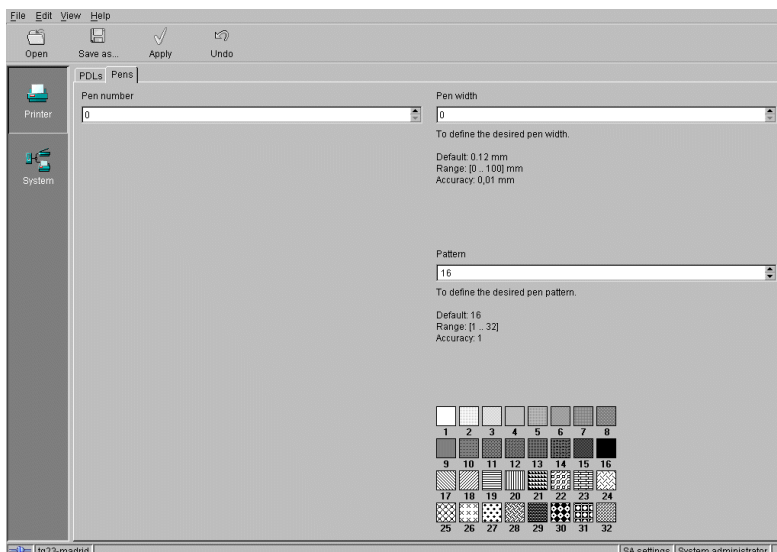 File Edit View Help
Open Save as... Apply Undo
Printer
System
PDLs Pens
Pen number
0
Pen width
0
To define the desired pen width.
Default: 0.12 mm
Range: [0 .. 100] mm
Accuracy: 0,01 mm
Pattern
16
To define the desired pen pattern.
Default: 16
Range: [1 .. 32]
Accuracy: 1
1 2 3 4 5 6 7 8
9 10 11 12 13 14 15 16
17 18 19 20 21 22 23 24
25 26 27 28 29 30 31 32
tg23-madrid SA settings System administrator